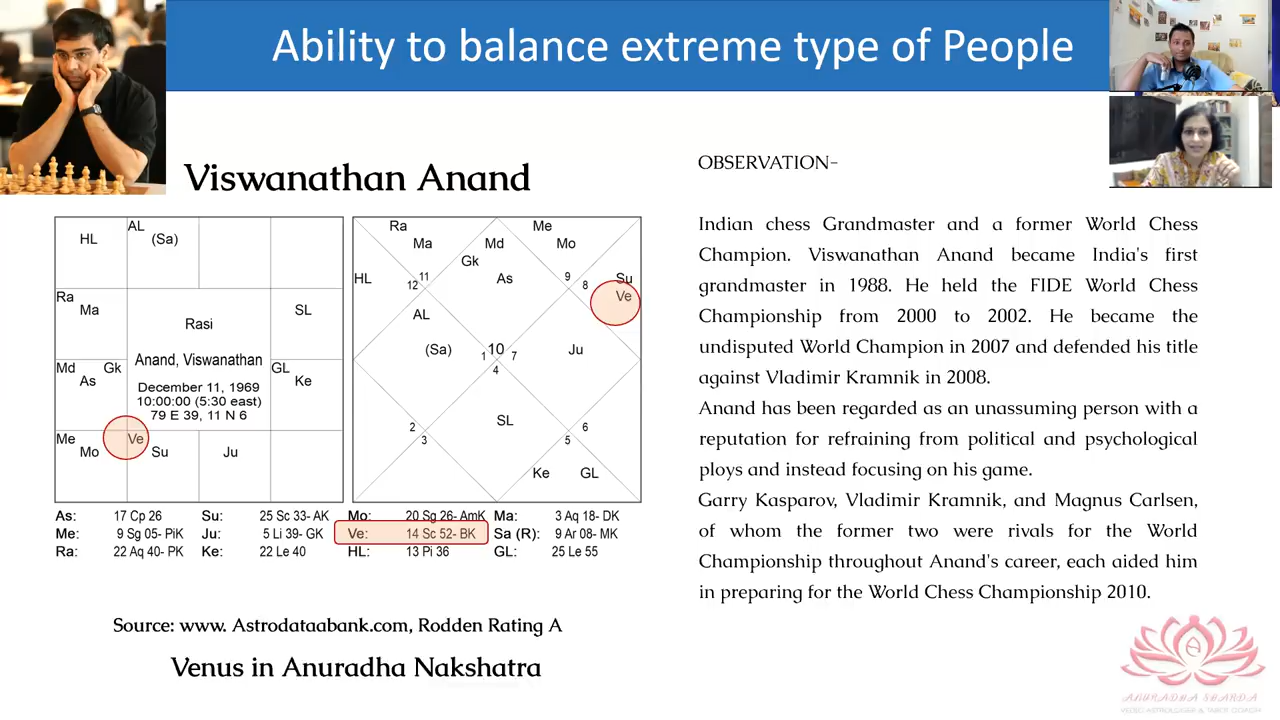 Ability to balance extreme type of People
Viswanathan Anand
HL
AL
(Sa)
Ra
Ma
SL
Rasi
Anand, Viswanathan
December 11, 1969
10:00:00 (5:30 east)
79 E 39, 11 N 6
Md Gk
As
GL
Ke
Me
Mo
Ve
Su
Ju
Ra
Ma
Md
Gk
As
Me
Mo
HL
12
11
9
8
Su
Ve
AL
(Sa)
1
10
7
4
Ju
SL
2
3
6
5
Ke
GL
As: 17 Cp 26 Su: 25 Sc 33- AK Mo: 20 Sg 26- AmK Ma: 3 Aq 18- DK
Me: 9 Sg 05- PiK Ju: 5 Li 39- GK Ve: 14 Sc 52- BK Sa (R): 9 Ar 08- MK
Ra: 22 Aq 40- PK Ke: 22 Le 40 HL: 13 Pi 36 GL: 25 Le 55
Source: www. Astrodataabank.com, Rodden Rating A
Venus in Anuradha Nakshatra
OBSERVATION-
Indian chess Grandmaster and a former World Chess
Champion. Viswanathan Anand became India's first
grandmaster in 1988. He held the FIDE World Chess
Championship from 2000 to 2002. He became the
undisputed World Champion in 2007 and defended his title
against Vladimir Kramnik in 2008.
Anand has been regarded as an unassuming person with a
reputation for refraining from political and psychological
ploys and instead focusing on his game.
Garry Kasparov, Vladimir Kramnik, and Magnus Carlsen,
of whom the former two were rivals for the World
Championship throughout Anand's career, each aided him
in preparing for the World Chess Championship 2010.
A
ANURADHA SHARDA
VEDIC ASTROLOGER & TAROT COACH